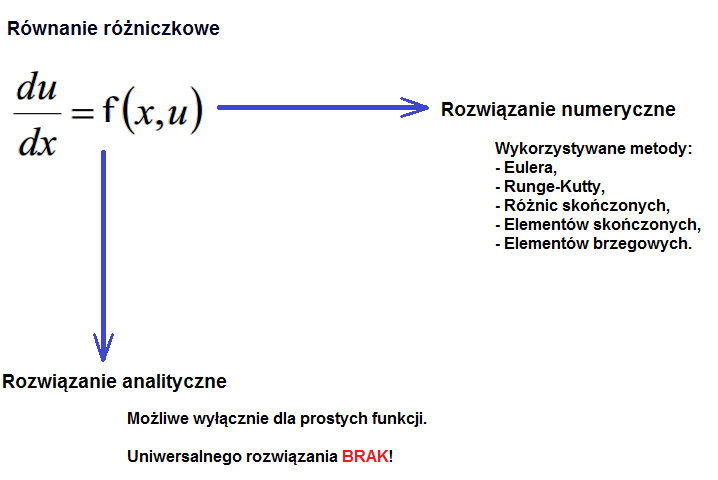 Równanie różniczkowe
du/dx = f(x,u)
Rozwiązanie numeryczne
Wykorzystywane metody:
- Eulera,
- Runge-Kutty,
- Różnic skończonych,
- Elementów skończonych,
- Elementów brzegowych.
Rozwiązanie analityczne
Możliwe wyłącznie dla prostych funkcji.
Uniwersalnego rozwiązania BRAK!